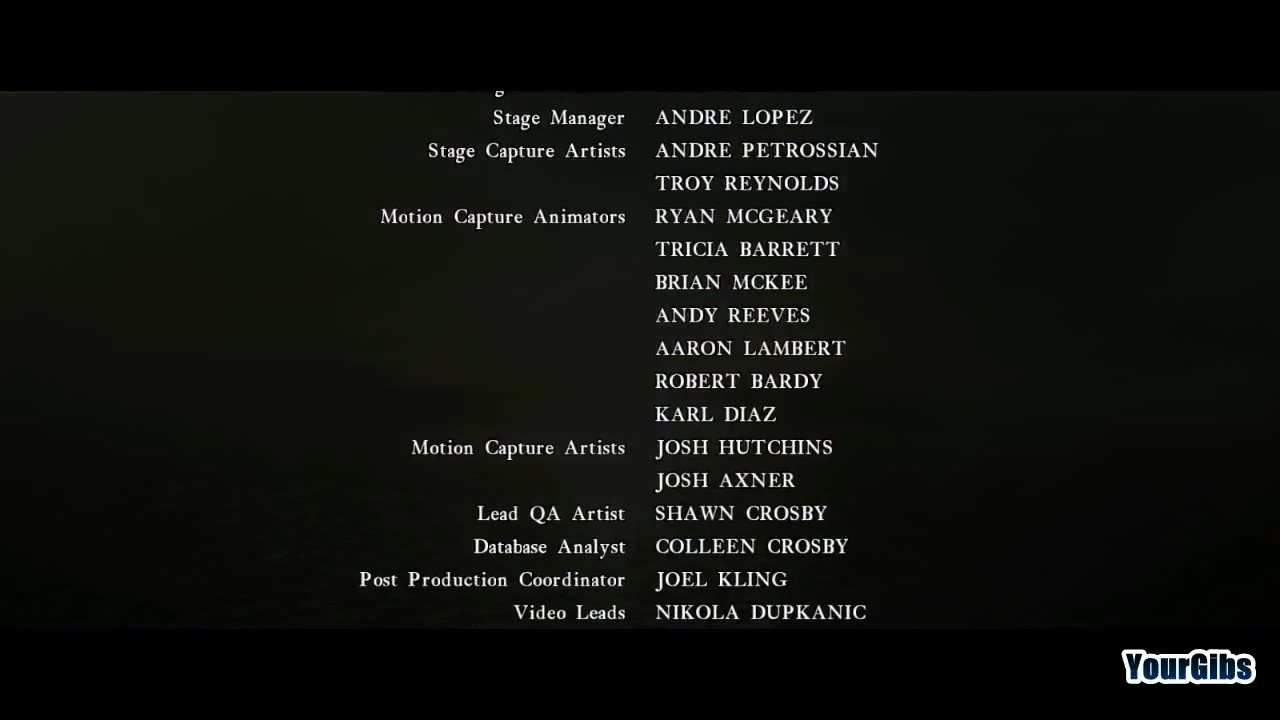 Stage Manager ANDRE LOPEZ
Stage Capture Artists ANDRE PETROSSIAN
TROY REYNOLDS
Motion Capture Animators RYAN MCGEARY
TRICIA BARRETT
BRIAN MCKEE
ANDY REEVES
AARON LAMBERT
ROBERT BARDY
KARL DIAZ
Motion Capture Artists JOSH HUTCHINS
JOSH AXNER
Lead QA Artist SHAWN CROSBY
Database Analyst COLLEEN CROSBY
Post Production Coordinator JOEL KLING
Video Leads NIKOLA DUPKANIC
YourGibs